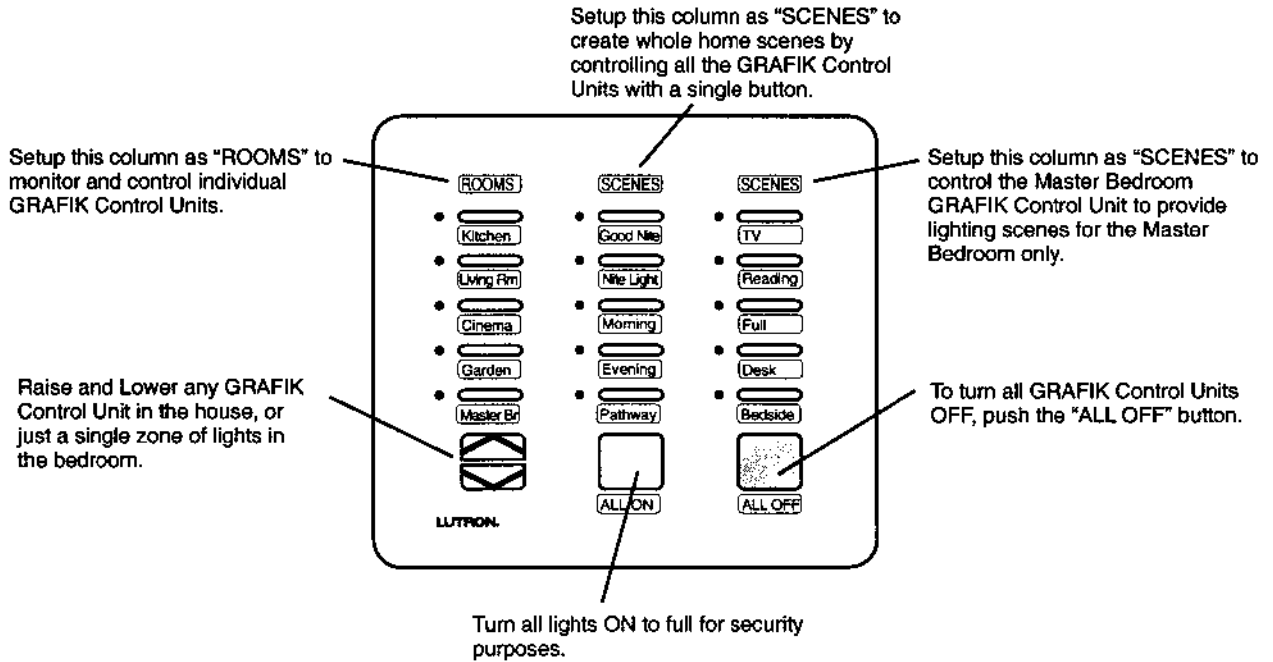 Setup this column as “SCENES” to
create whole home scenes by
controlling all the GRAFIK Control
Units with a single button.
Setup this column as “ROOMS” to
monitor and control individual
GRAFIK Control Units.
Setup this column as “SCENES” to
control the Master Bedroom
GRAFIK Control Unit to provide
lighting scenes for the Master
Bedroom only.
ROOMS SCENES SCENES
Kitchen Good Nite TV
Living Rm Nite Light Reading
Cinema Morning Full
Garden Evening Desk
Master Br Pathway Bedside
Raise and Lower any GRAFIK
Control Unit in the house, or
just a single zone of lights in
the bedroom.
To turn all GRAFIK Control Units
OFF, push the “ALL OFF” button.
ALL ON ALL OFF
LUTRON.
Turn all lights ON to full for security
purposes.